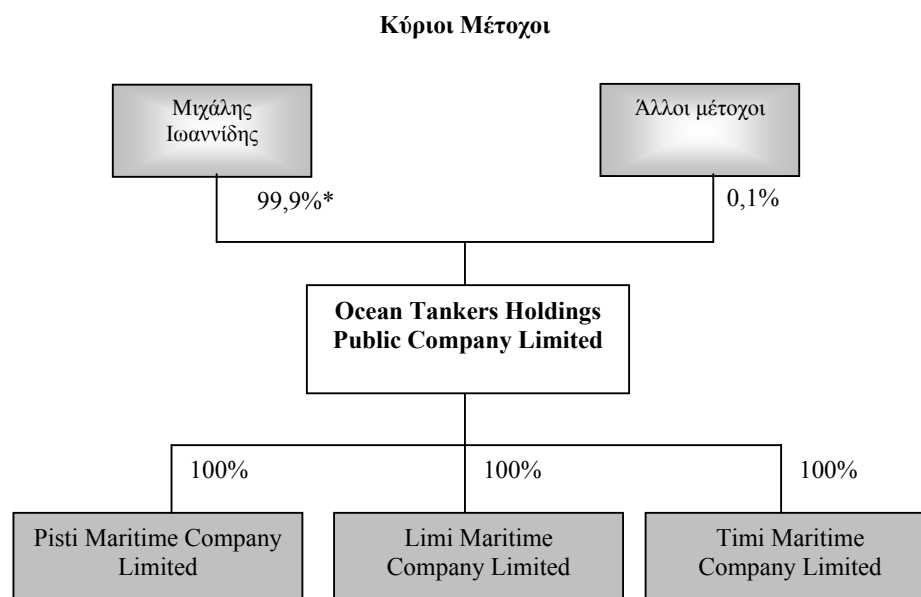 Κύριοι Μέτοχοι
Μιχάλης
Ιωαννίδης
Άλλοι μέτοχοι
99,9%*
0,1%
Ocean Tankers Holdings
Public Company Limited
100%
100%
100%
Pisti Maritime Company
Limited
Limi Maritime
Company Limited
Timi Maritime
Company Limited